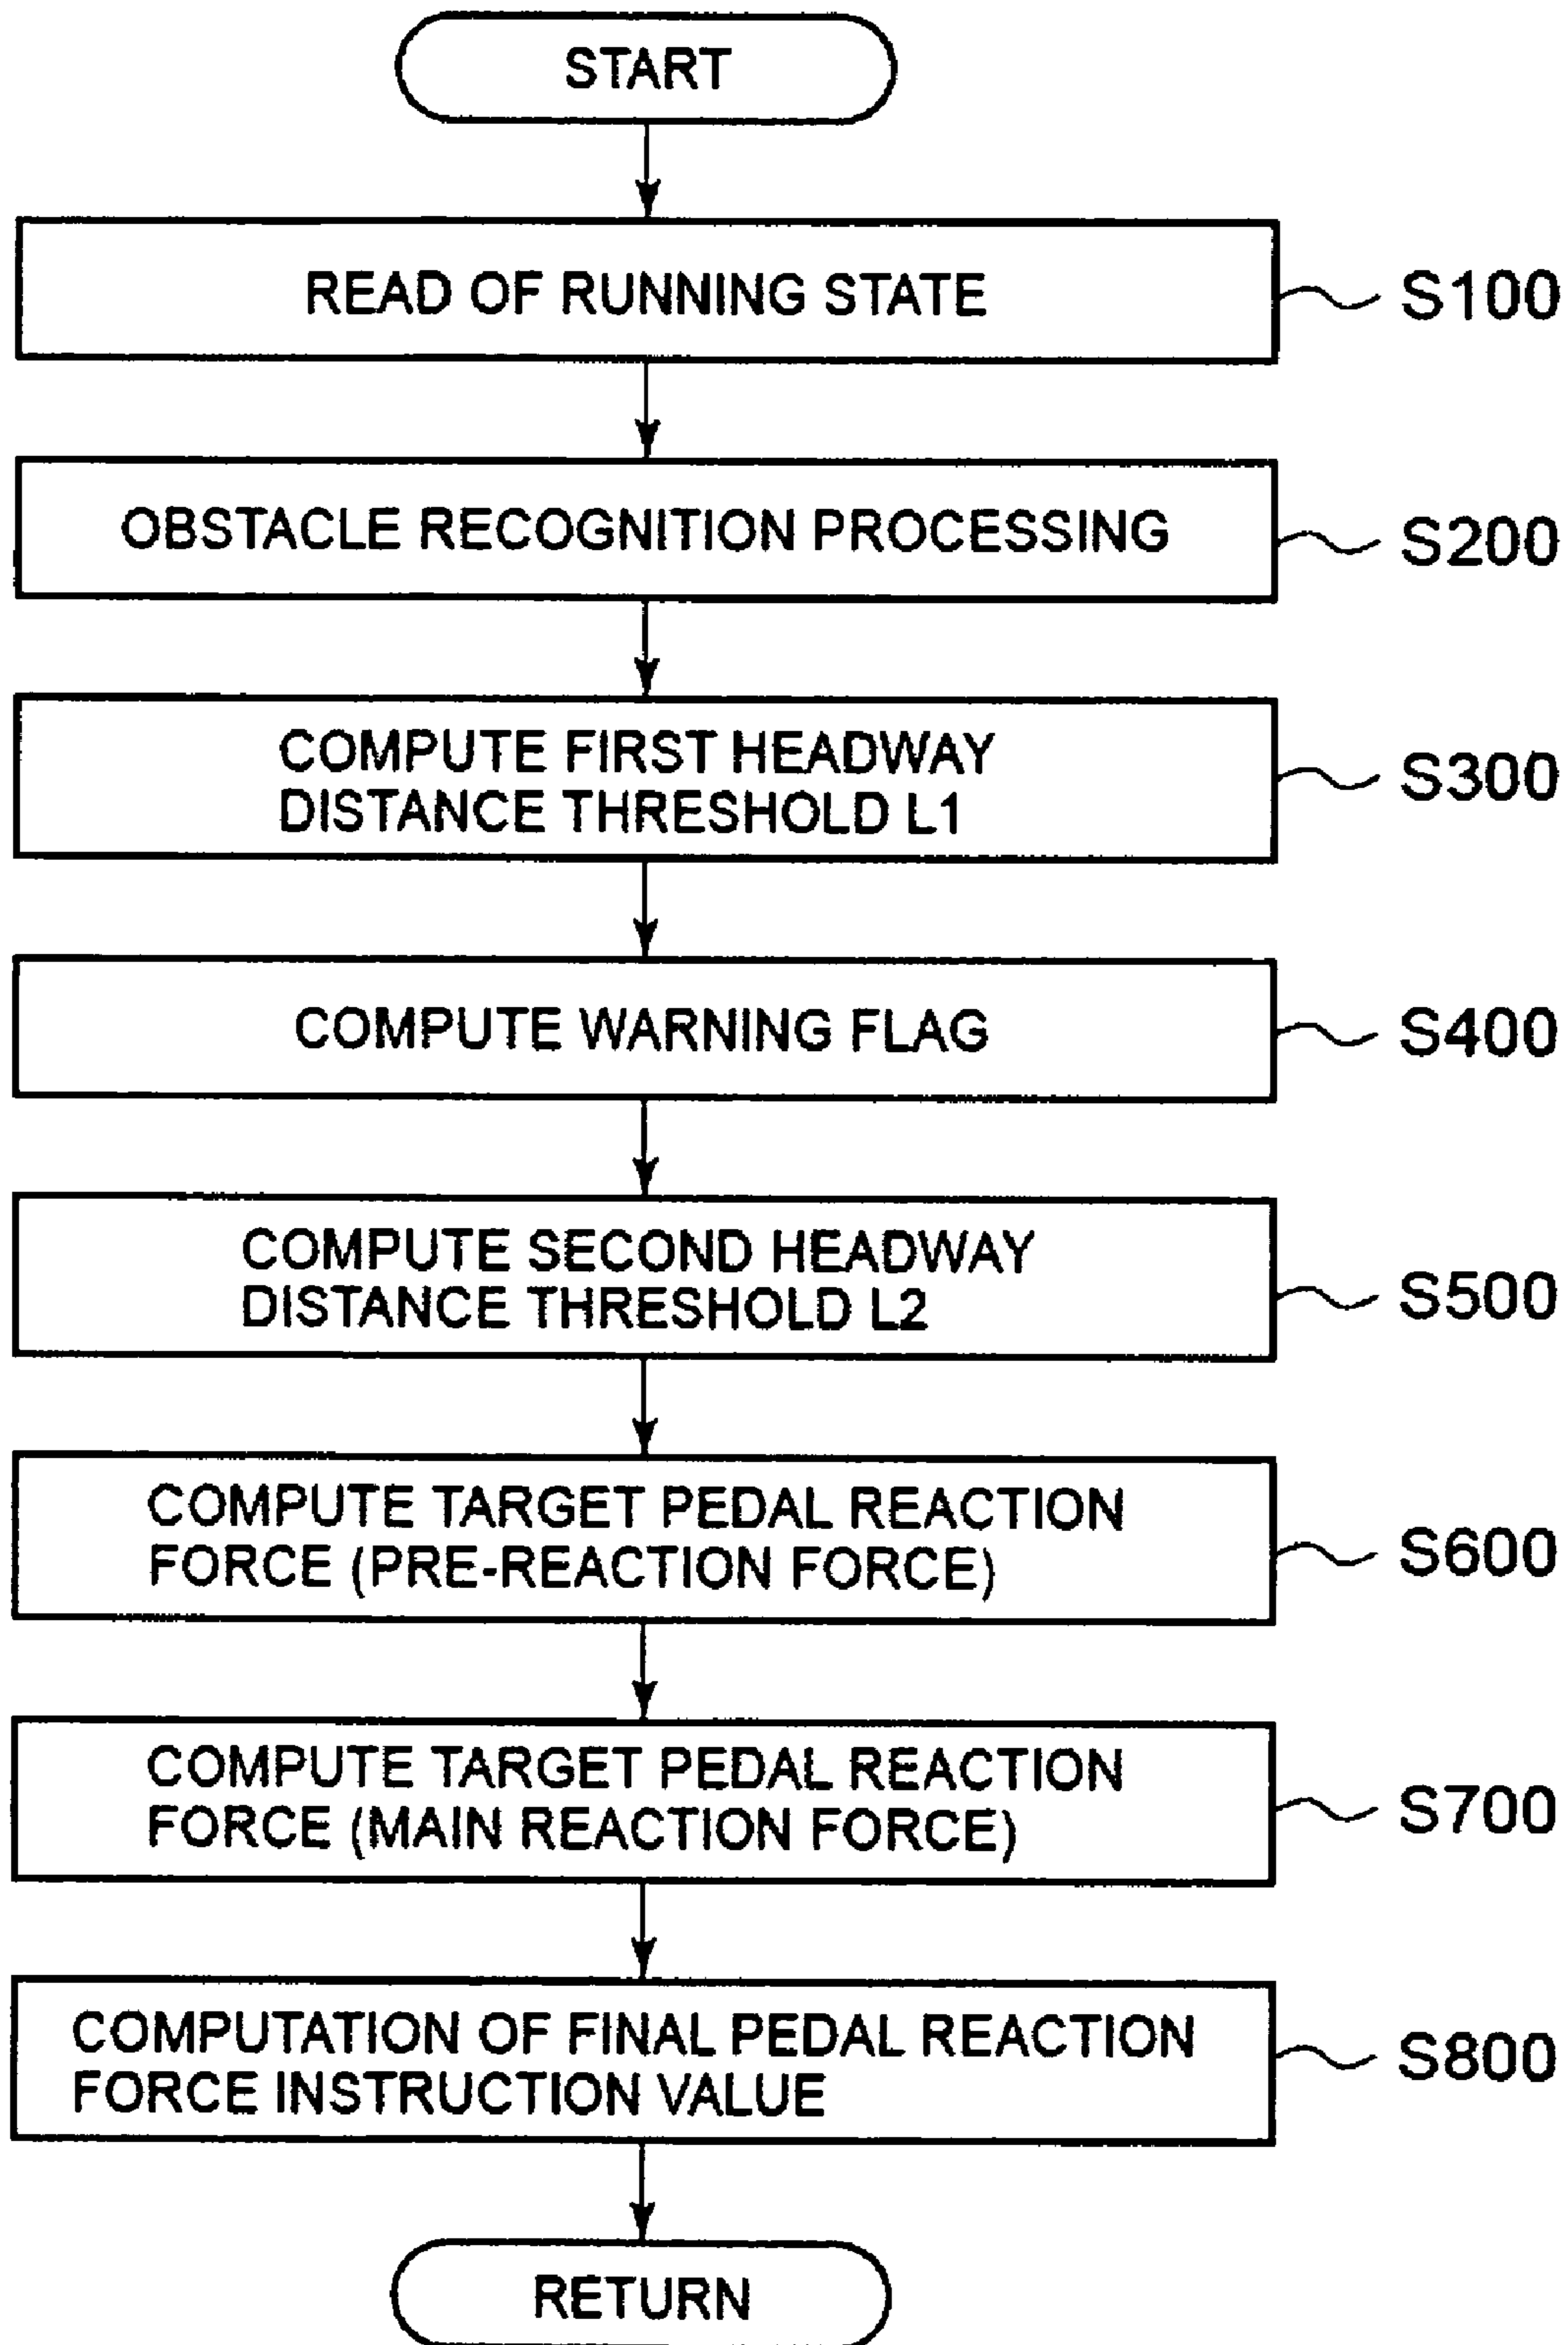 START
READ OF RUNNING STATE
S100
OBSTACLE RECOGNITION PROCESSING
S200
COMPUTE FIRST HEADWAY
DISTANCE THRESHOLD L1
S300
COMPUTE WARNING FLAG
S400
COMPUTE SECOND HEADWAY
DISTANCE THRESHOLD L2
S500
COMPUTE TARGET PEDAL REACTION
FORCE (PRE-REACTION FORCE)
S600
COMPUTE TARGET PEDAL REACTION
FORCE (MAIN REACTION FORCE)
S700
COMPUTATION OF FINAL PEDAL REACTION
FORCE INSTRUCTION VALUE
S800
RETURN